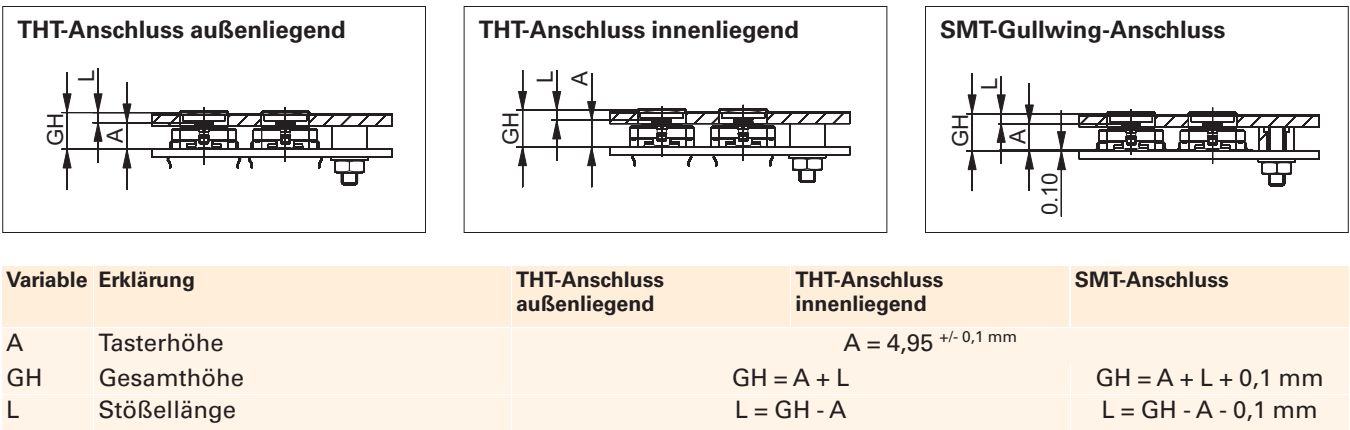 THT-Anschluss außenliegend
L
GH
A
THT-Anschluss innenliegend
L
A
GH
SMT-Gullwing-Anschluss
L
GH
A
0.10
Variable Erklärung THT-Anschluss außenliegend THT-Anschluss innenliegend SMT-Anschluss
A Tasterhöhe A = 4,95 +/- 0,1 mm
GH Gesamthöhe GH = A + L GH = A + L + 0,1 mm
L Stößellänge L = GH - A L = GH - A - 0,1 mm